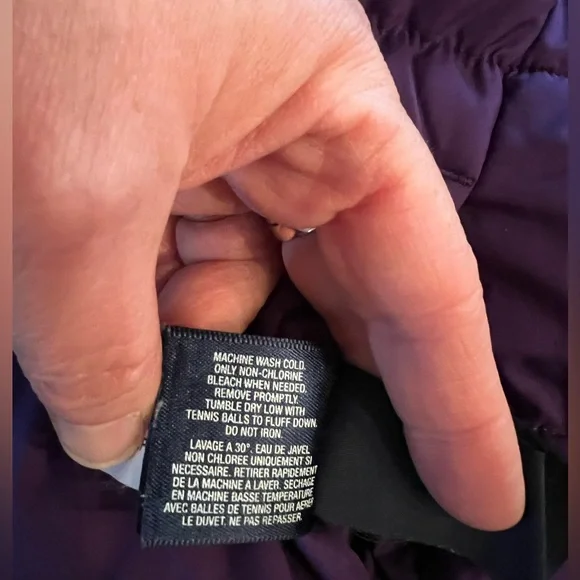 MACHINE WASH COLD.
ONLY NON-CHLORINE
BLEACH WHEN NEEDED.
REMOVE PROMPTLY.
TUMBLE DRY LOW WITH
TENNIS BALLS TO FLUFF DOWN.
DO NOT IRON.
LAVAGE A 30°. EAU DE JAVEL
NON CHLOREE UNIQUEMENT SI
NECESSAIRE. RETIRER RAPIDEMENT
DE LA MACHINE A LAVER. SECHAGE
EN MACHINE BASSE TEMPERATURE
AVEC BALLES DE TENNIS POUR AERER
LE DUVET. NE PAS REPASSER.